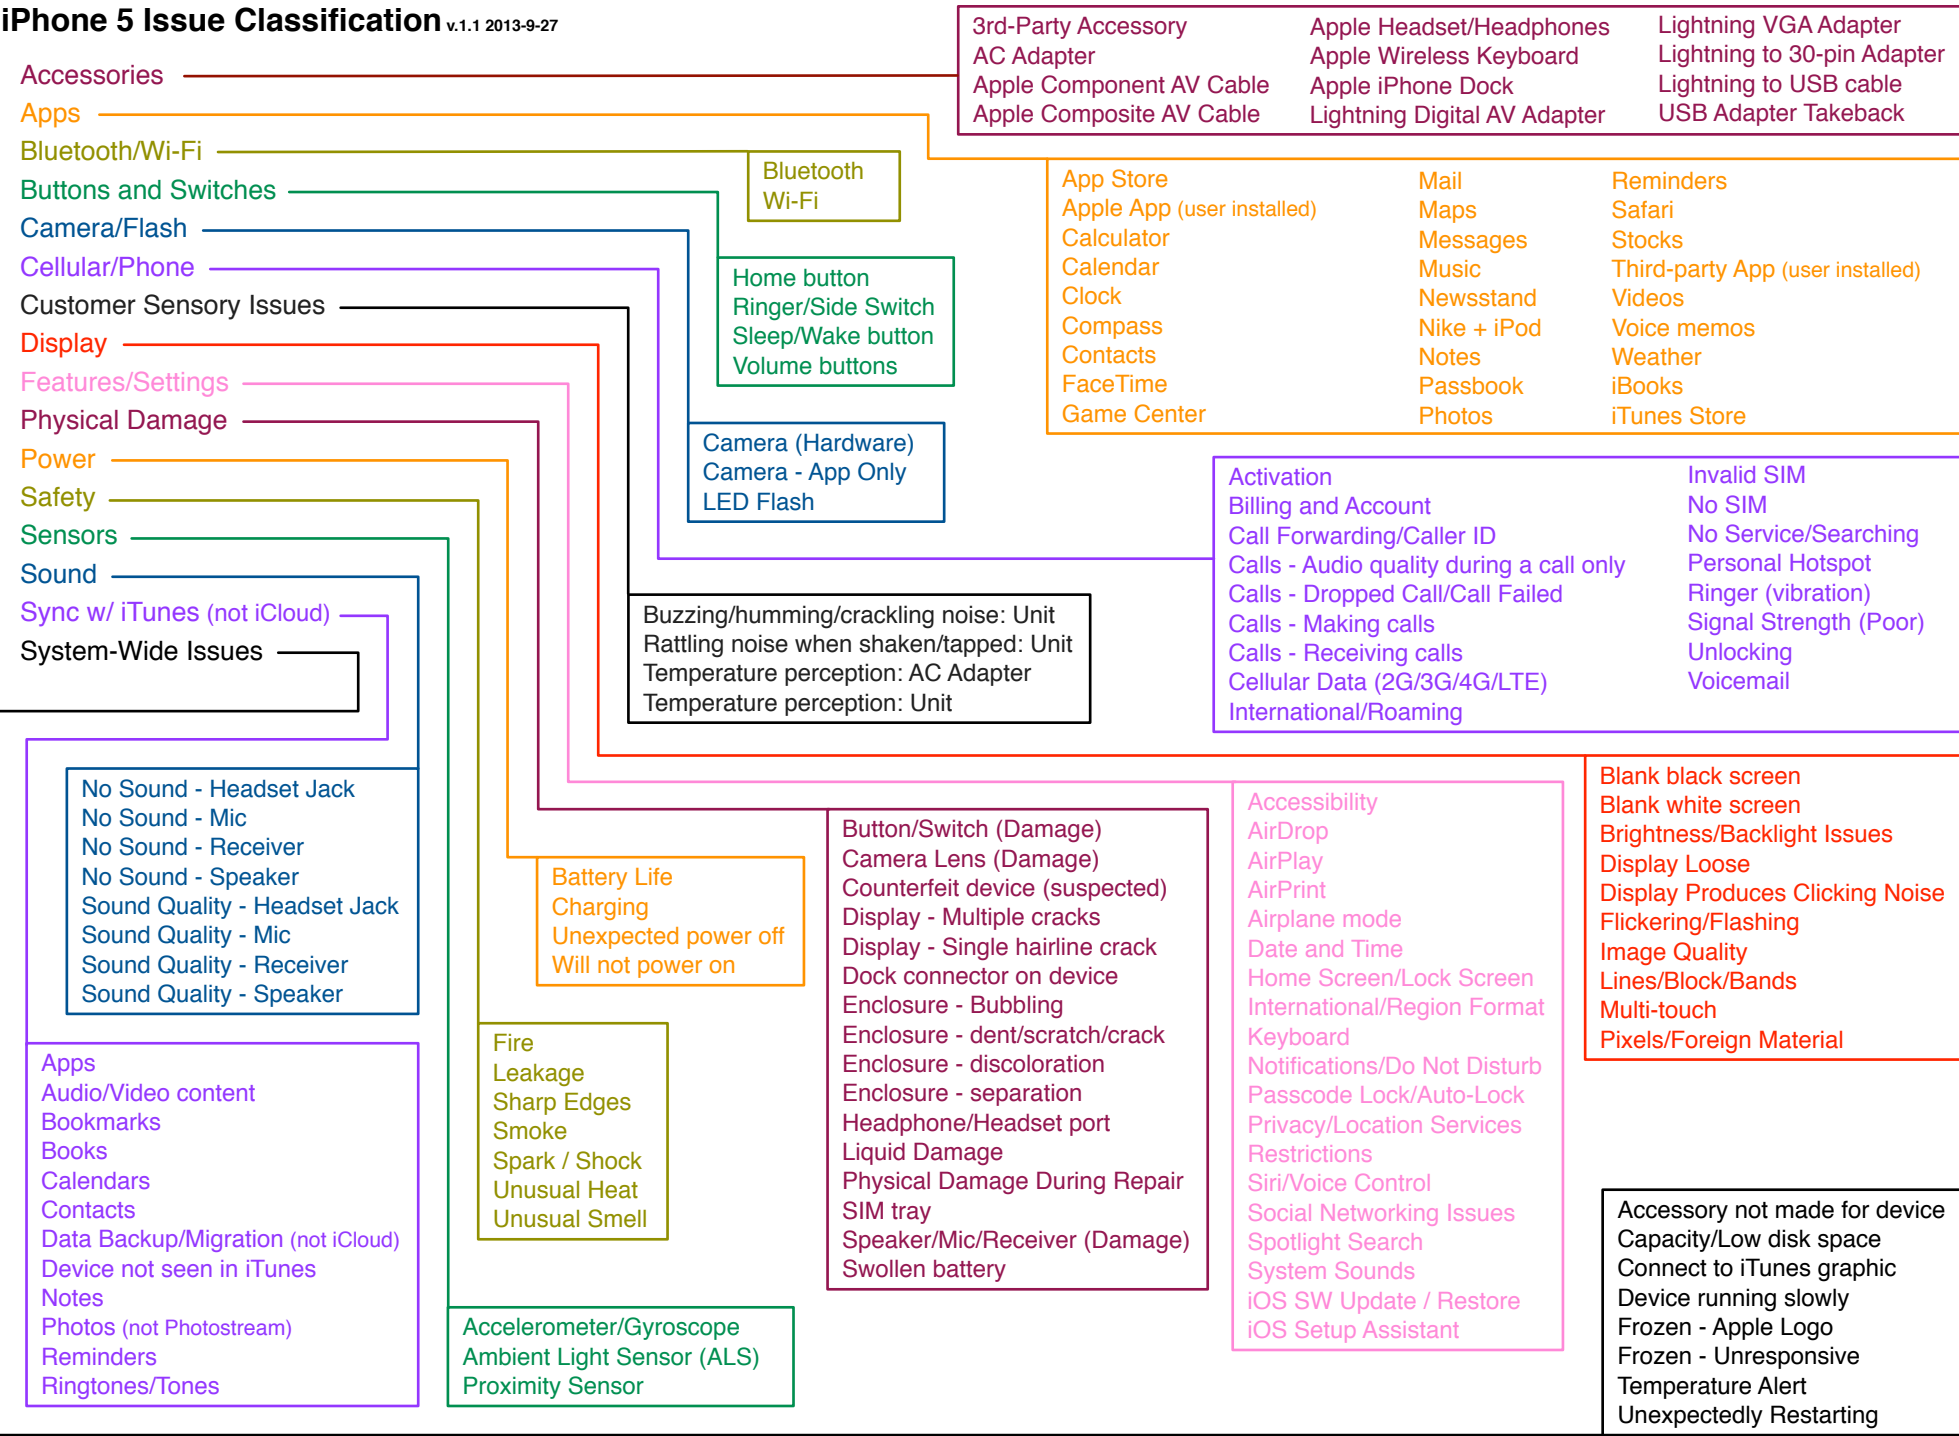 iPhone 5 Issue Classification v.1.1 2013-9-27
Accessories
Apps
Bluetooth/Wi-Fi
Buttons and Switches
Camera/Flash
Cellular/Phone
Customer Sensory Issues
Display
Features/Settings
Physical Damage
Power
Safety
Sensors
Sound
Sync w/ iTunes (not iCloud)
System-Wide Issues
3rd-Party Accessory
AC Adapter
Apple Component AV Cable
Apple Composite AV Cable
Apple Headset/Headphones
Apple Wireless Keyboard
Apple iPhone Dock
Lightning Digital AV Adapter
Lightning VGA Adapter
Lightning to 30-pin Adapter
Lightning to USB cable
USB Adapter Takeback
App Store
Apple App (user installed)
Calculator
Calendar
Clock
Compass
Contacts
FaceTime
Game Center
Mail
Maps
Messages
Music
Newsstand
Nike + iPod
Notes
Passbook
Photos
Reminders
Safari
Stocks
Third-party App (user installed)
Videos
Voice memos
Weather
iBooks
iTunes Store
Bluetooth
Wi-Fi
Home button
Ringer/Side Switch
Sleep/Wake button
Volume buttons
Camera (Hardware)
Camera - App Only
LED Flash
Activation
Billing and Account
Call Forwarding/Caller ID
Calls - Audio quality during a call only
Calls - Dropped Call/Call Failed
Calls - Making calls
Calls - Receiving calls
Cellular Data (2G/3G/4G/LTE)
International/Roaming
Invalid SIM
No SIM
No Service/Searching
Personal Hotspot
Ringer (vibration)
Signal Strength (Poor)
Unlocking
Voicemail
Buzzing/humming/crackling noise: Unit
Rattling noise when shaken/tapped: Unit
Temperature perception: AC Adapter
Temperature perception: Unit
Blank black screen
Blank white screen
Brightness/Backlight Issues
Display Loose
Display Produces Clicking Noise
Flickering/Flashing
Image Quality
Lines/Block/Bands
Multi-touch
Pixels/Foreign Material
Accessibility
AirDrop
AirPlay
AirPrint
Airplane mode
Date and Time
Home Screen/Lock Screen
International/Region Format
Keyboard
Notifications/Do Not Disturb
Passcode Lock/Auto-Lock
Privacy/Location Services
Restrictions
Siri/Voice Control
Social Networking Issues
Spotlight Search
System Sounds
iOS SW Update / Restore
iOS Setup Assistant
Button/Switch (Damage)
Camera Lens (Damage)
Counterfeit device (suspected)
Display - Multiple cracks
Display - Single hairline crack
Dock connector on device
Enclosure - Bubbling
Enclosure - dent/scratch/crack
Enclosure - discoloration
Enclosure - separation
Headphone/Headset port
Liquid Damage
Physical Damage During Repair
SIM tray
Speaker/Mic/Receiver (Damage)
Swollen battery
Battery Life
Charging
Unexpected power off
Will not power on
Fire
Leakage
Sharp Edges
Smoke
Spark / Shock
Unusual Heat
Unusual Smell
Accelerometer/Gyroscope
Ambient Light Sensor (ALS)
Proximity Sensor
No Sound - Headset Jack
No Sound - Mic
No Sound - Receiver
No Sound - Speaker
Sound Quality - Headset Jack
Sound Quality - Mic
Sound Quality - Receiver
Sound Quality - Speaker
Apps
Audio/Video content
Bookmarks
Books
Calendars
Contacts
Data Backup/Migration (not iCloud)
Device not seen in iTunes
Notes
Photos (not Photostream)
Reminders
Ringtones/Tones
Accessory not made for device
Capacity/Low disk space
Connect to iTunes graphic
Device running slowly
Frozen - Apple Logo
Frozen - Unresponsive
Temperature Alert
Unexpectedly Restarting